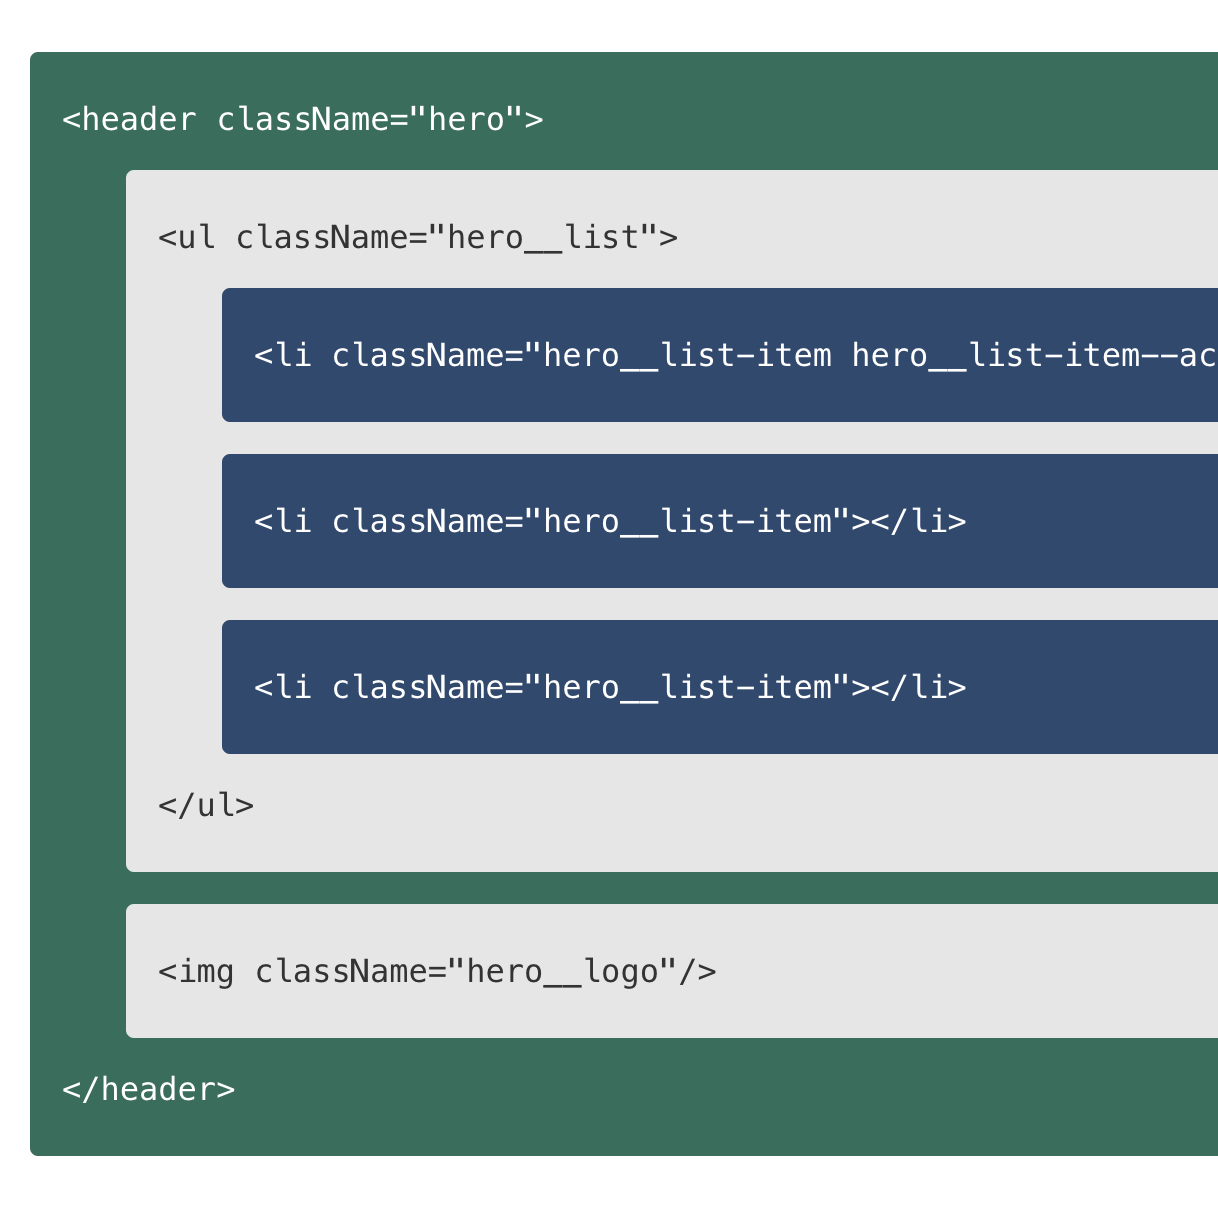 <header className="hero">
<ul className="hero__list">
<li className="hero__list-item hero__list-item--ac
<li className="hero__list-item"></li>
<li className="hero__list-item"></li>
</ul>
<img className="hero__logo"/>
</header>